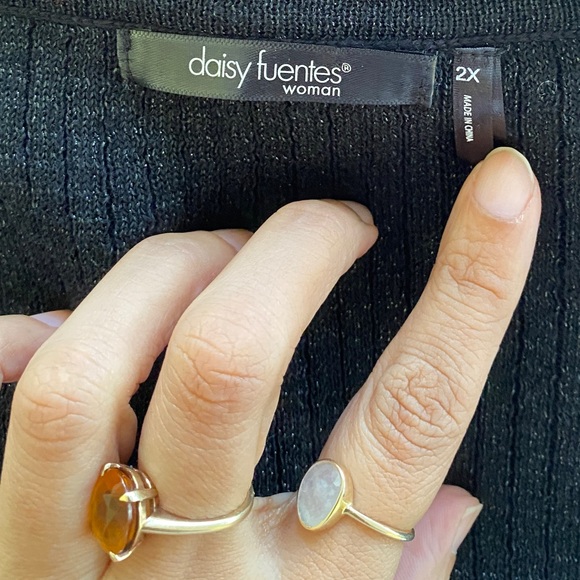 daisy fuentes®
woman
2X
MADE IN CHINA